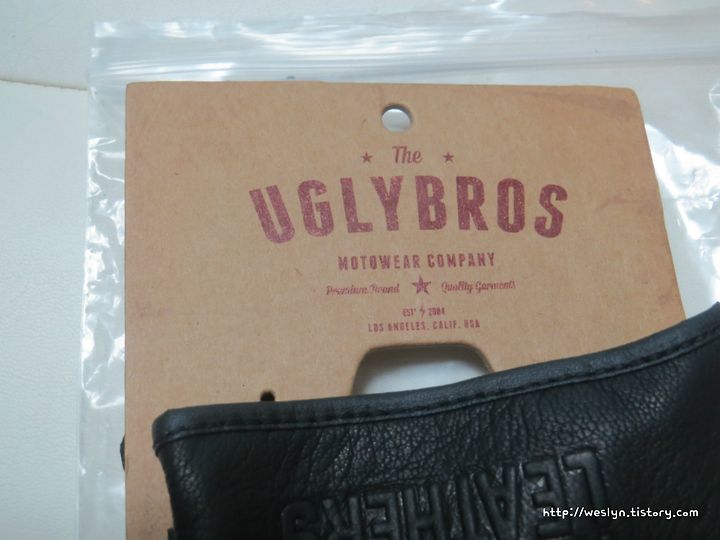 ★ The ★
UGLYBROS
MOTOWEAR COMPANY
Premium Brand ★ Quality Garments
EST' 2004
LOS ANGELES, CALIF. USA
LEATHERS
http://weslyn.tistory.com